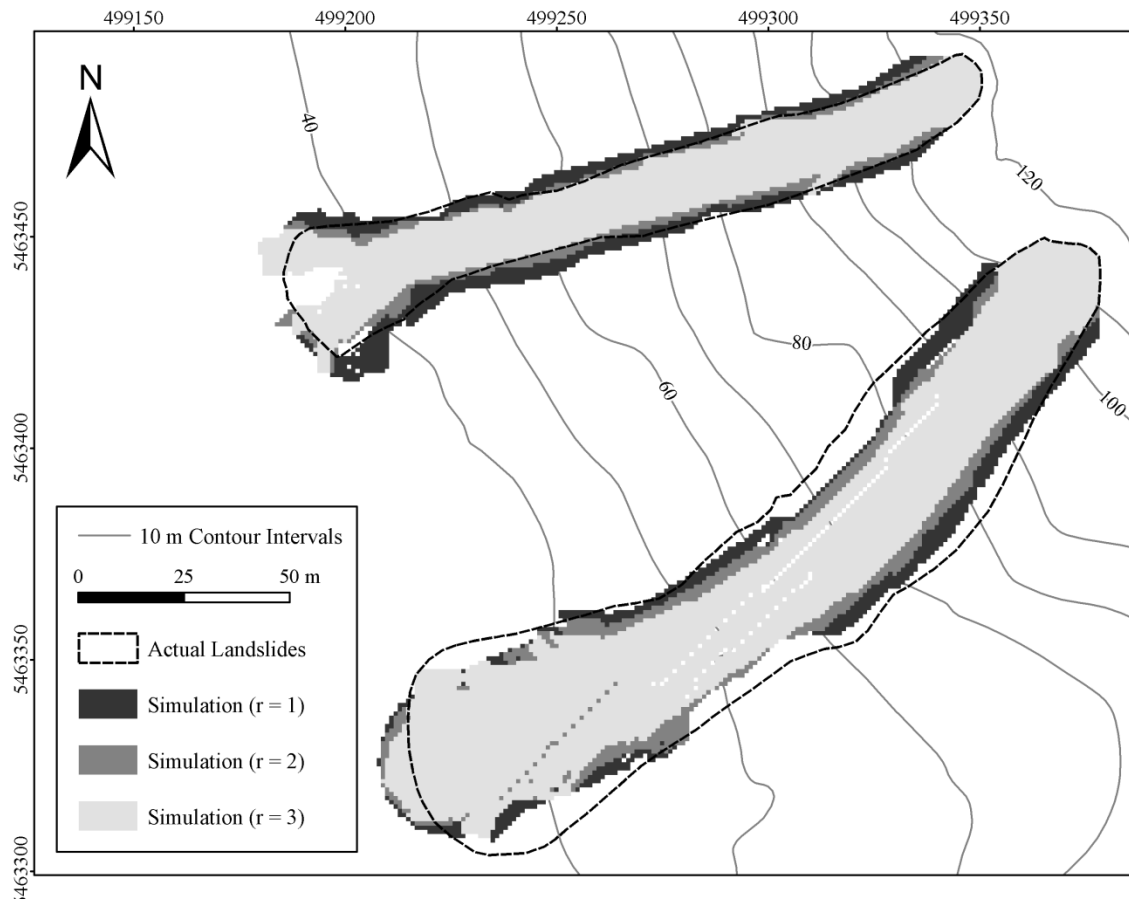 499150 499200 499250 499300 499350
N
40
120
5463450
80
60
100
5463400
10 m Contour Intervals
0 25 50 m
Actual Landslides
5463350
Simulation (r = 1)
Simulation (r = 2)
Simulation (r = 3)
5463300